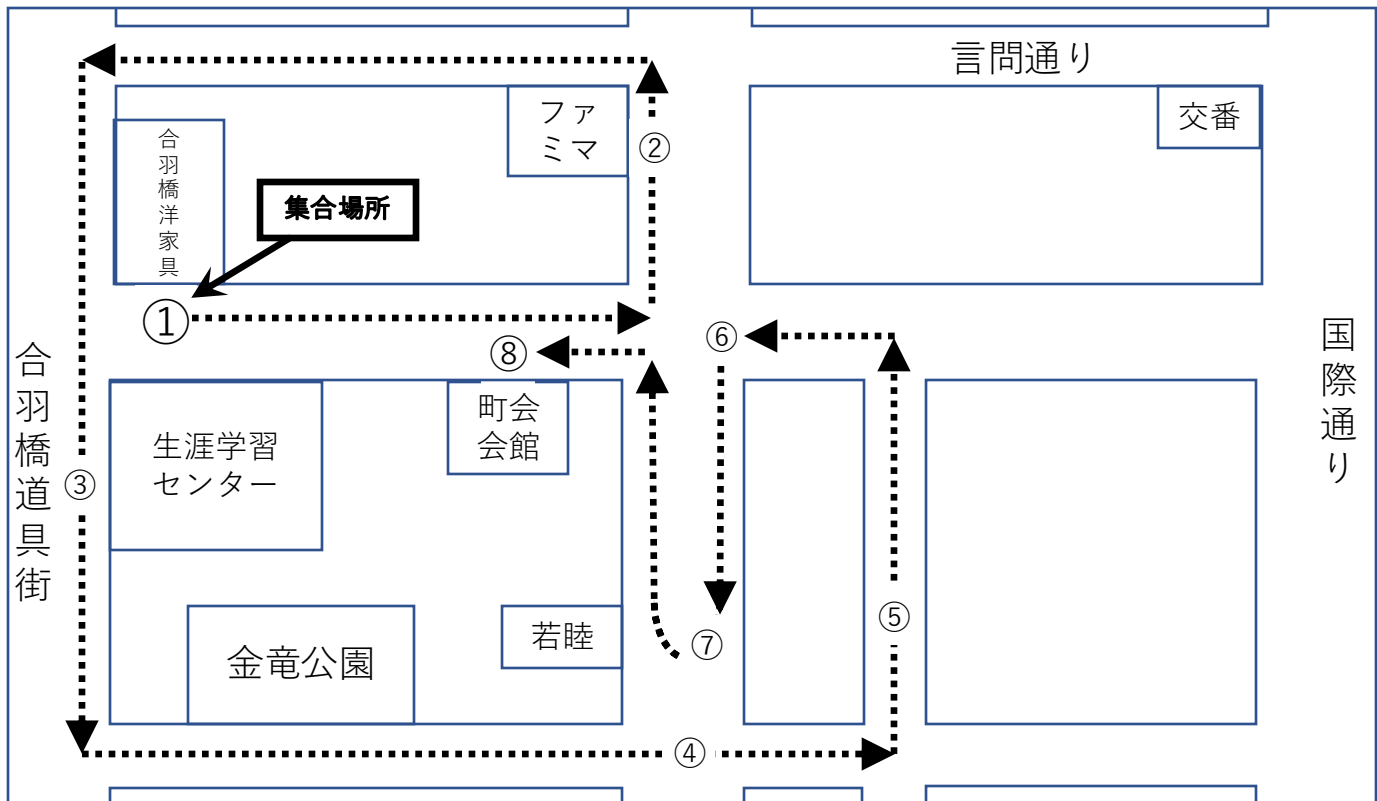 言問通り
ファ
ミマ
交番
②
合羽橋洋家具
集合場所
①
⑥
⑧
国際通り
合羽橋道具街
町会
会館
生涯学習
センター
③
⑤
若睦
⑦
金竜公園
④